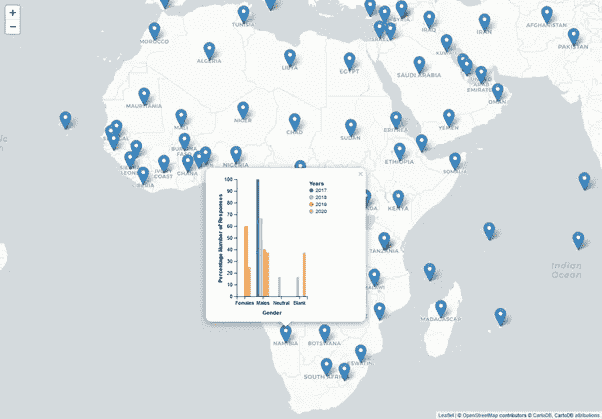 +
−
TUNISIA
MOROCCO
ALGERIA
LIBYA
EGYPT
IRAQ
IRAN
AFGHANISTAN
PAKISTAN
SAUDI ARABIA
OMAN
MAURITANIA
MALI
NIGER
CHAD
SUDAN
ERITREA
YEMEN
BURKINA
FASO
IVORY
COAST
GHANA
NIGERIA
ETHIOPIA
SOMALIA
KENYA
TANZANIA
MADAGASCAR
NAMIBIA
BOTSWANA
Indian
Ocean
×
Years
2017
2018
2019
2020
100
90
80
70
60
50
40
30
20
10
0
Percentage Number of Responses
Females Males Neutral Blank
Gender
Leaflet | © OpenStreetMap contributors © CartoDB, CartoDB attributions